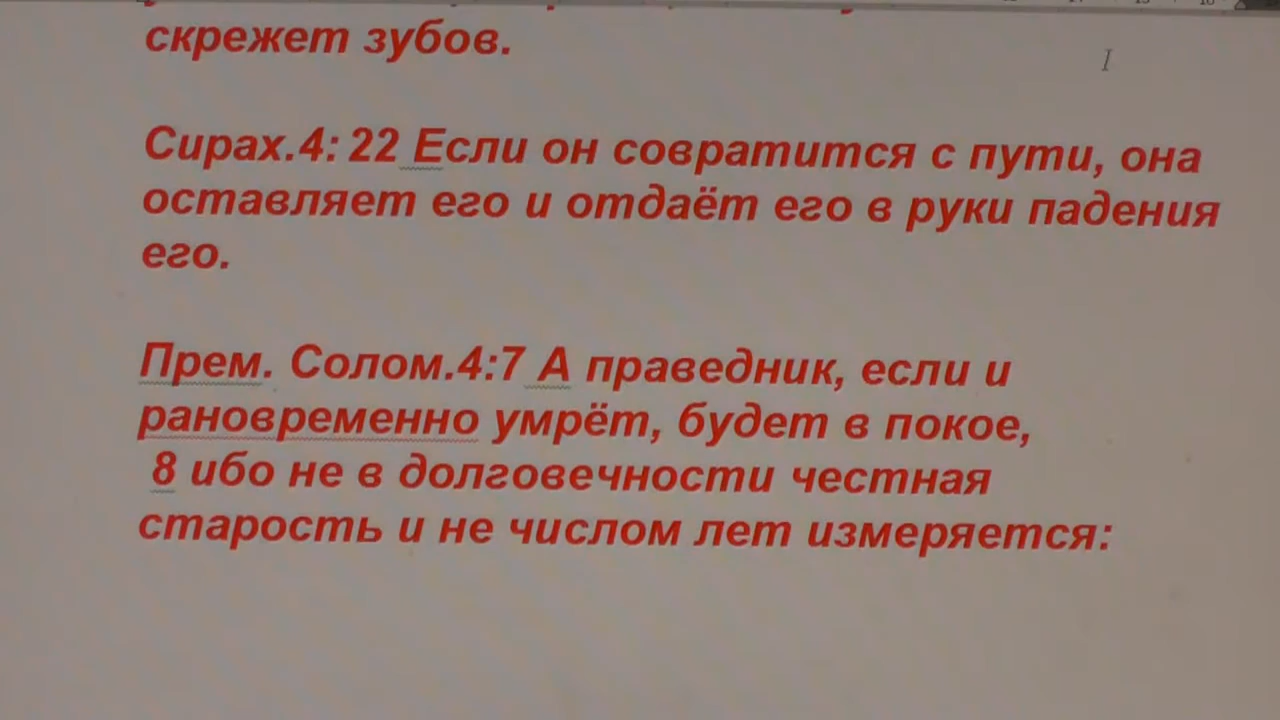 скрежет зубов.
Сирах.4: 22 Если он совратится с пути, она
оставляет его и отдаёт его в руки падения
его.
Прем. Солом.4:7 А праведник, если и
рановременно умрёт, будет в покое,
8 ибо не в долговечности честная
старость и не числом лет измеряется: